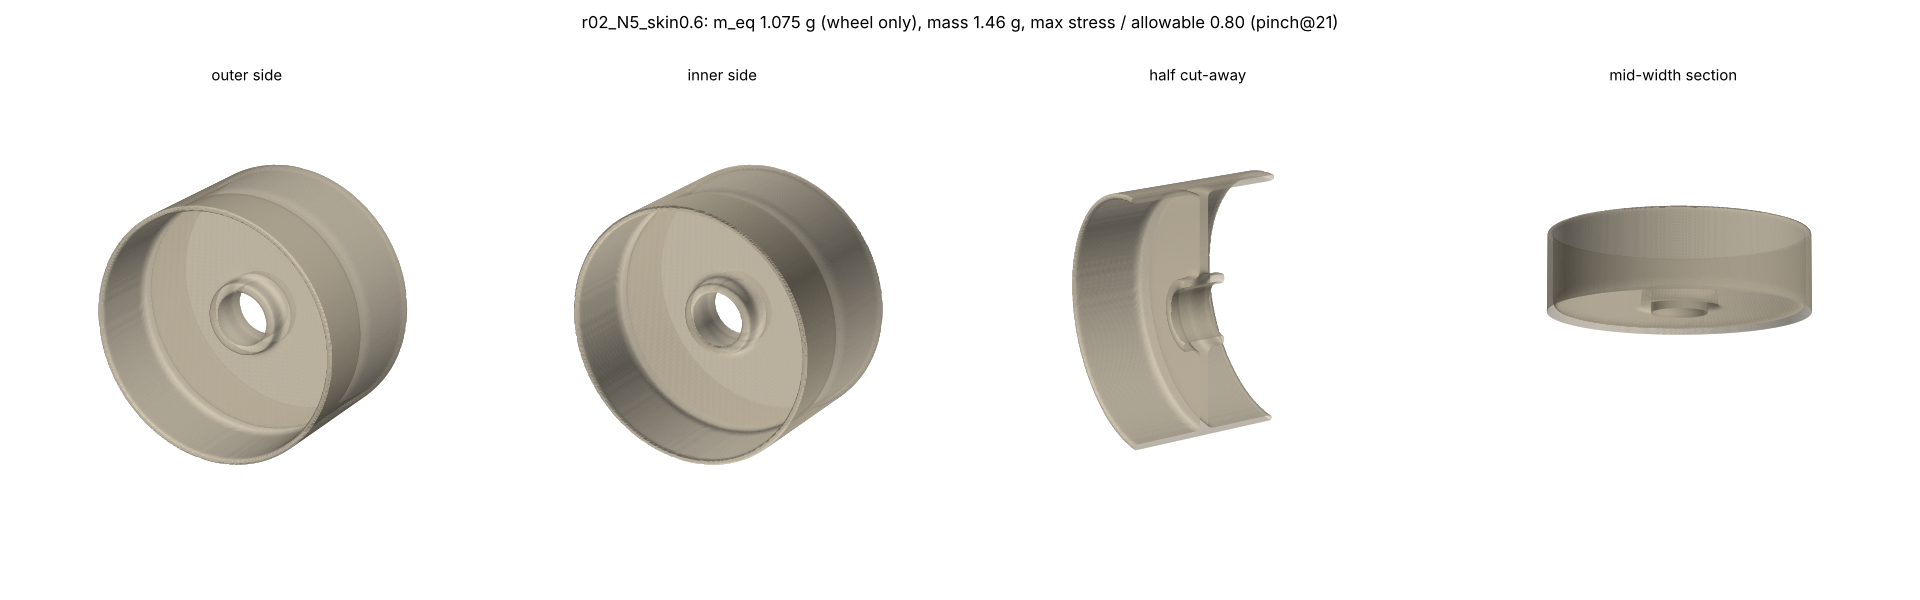 r02_N5_skin0.6: m_eq 1.075 g (wheel only), mass 1.46 g, max stress / allowable 0.80 (pinch@21)
outer side
inner side
half cut-away
mid-width section